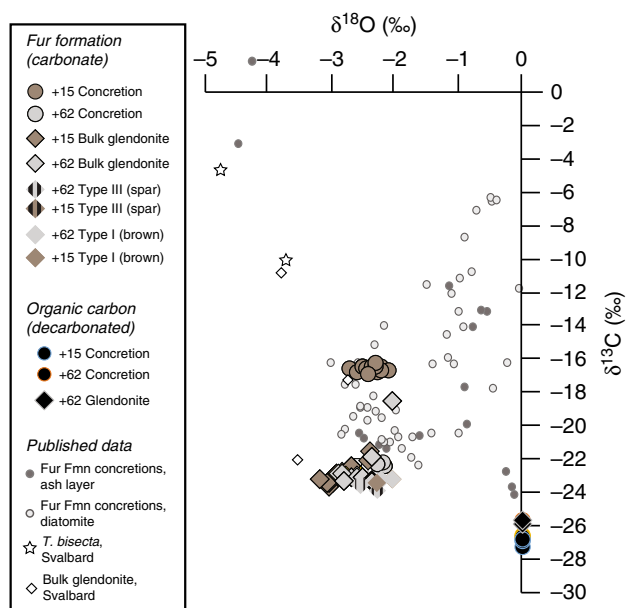 Fur formation
(carbonate)
+15 Concretion
+62 Concretion
+15 Bulk glendonite
+62 Bulk glendonite
+62 Type III (spar)
+15 Type III (spar)
+62 Type I (brown)
+15 Type I (brown)
Organic carbon
(decarbonated)
+15 Concretion
+62 Concretion
+62 Glendonite
Published data
Fur Fmn concretions,
ash layer
Fur Fmn concretions,
diatomite
T. bisecta,
Svalbard
Bulk glendonite,
Svalbard
δ18O (‰)
−5 −4 −3 −2 −1 0
0
−2
−4
−6
−8
−10
−12
−14
−16
−18
−20
−22
−24
−26
−28
−30
δ13C (‰)